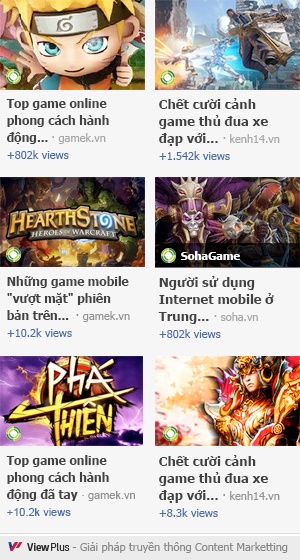 Top game online
phong cách hành
động... · gamek.vn
+802k views
Chết cười cảnh
game thủ đua xe
đạp với... · kenh14.vn
+1.542k views
HEARTHSTONE
HEROES OF WARCRAFT
Những game mobile
"vượt mặt" phiên
bản trên... · gamek.vn
+10.2k views
SohaGame
Người sử dụng
Internet mobile ở
Trung... · soha.vn
+802k views
PHÁ
THIÊN
Top game online
phong cách hành
động đã tay · gamek.vn
+10.2k views
Chết cười cảnh
game thủ đua xe
đạp với... · kenh14.vn
+8.3k views
ViewPlus - Giải pháp truyền thông Content Marketting